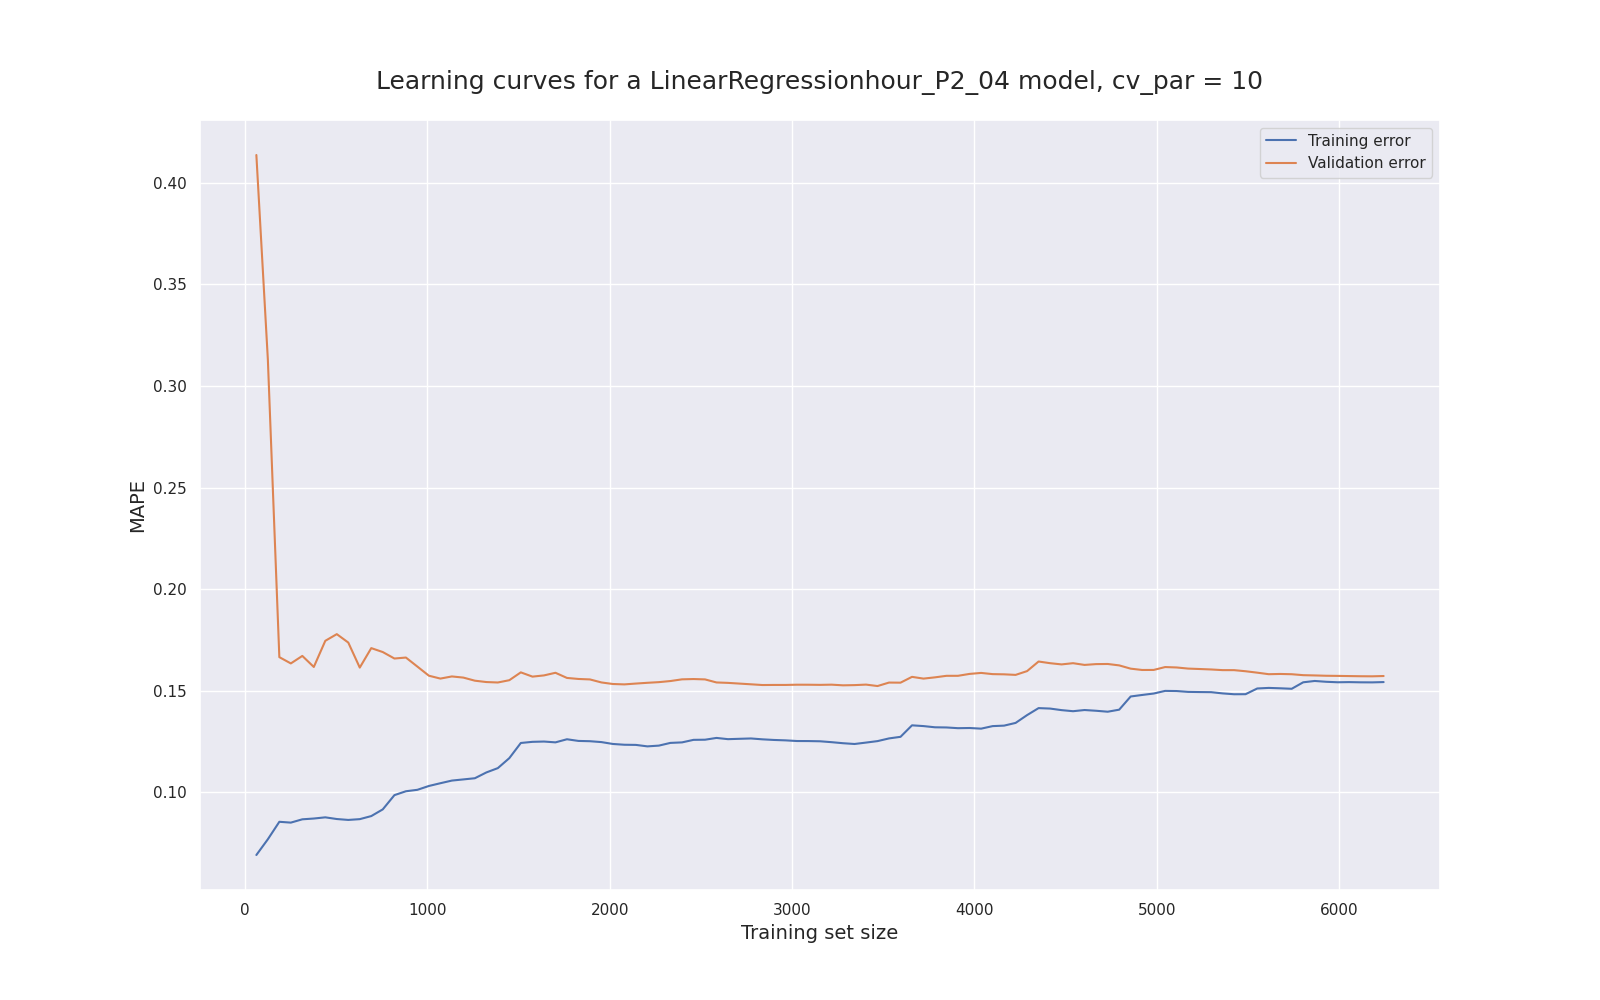 Learning curves for a LinearRegressionhour_P2_04 model, cv_par = 10
Training error
Validation error
0.40
0.35
0.30
0.25
0.20
0.15
0.10
MAPE
0 1000 2000 3000 4000 5000 6000
Training set size